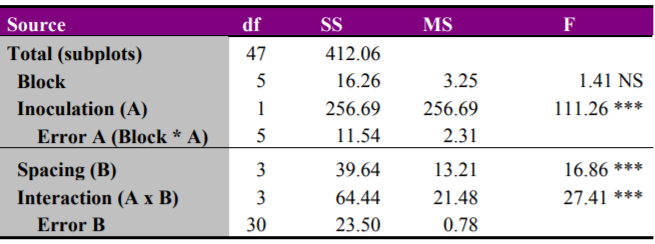 Source df SS MS F
Total (subplots) 47 412.06
Block 5 16.26 3.25 1.41 NS
Inoculation (A) 1 256.69 256.69 111.26 ***
Error A (Block * A) 5 11.54 2.31
Spacing (B) 3 39.64 13.21 16.86 ***
Interaction (A x B) 3 64.44 21.48 27.41 ***
Error B 30 23.50 0.78